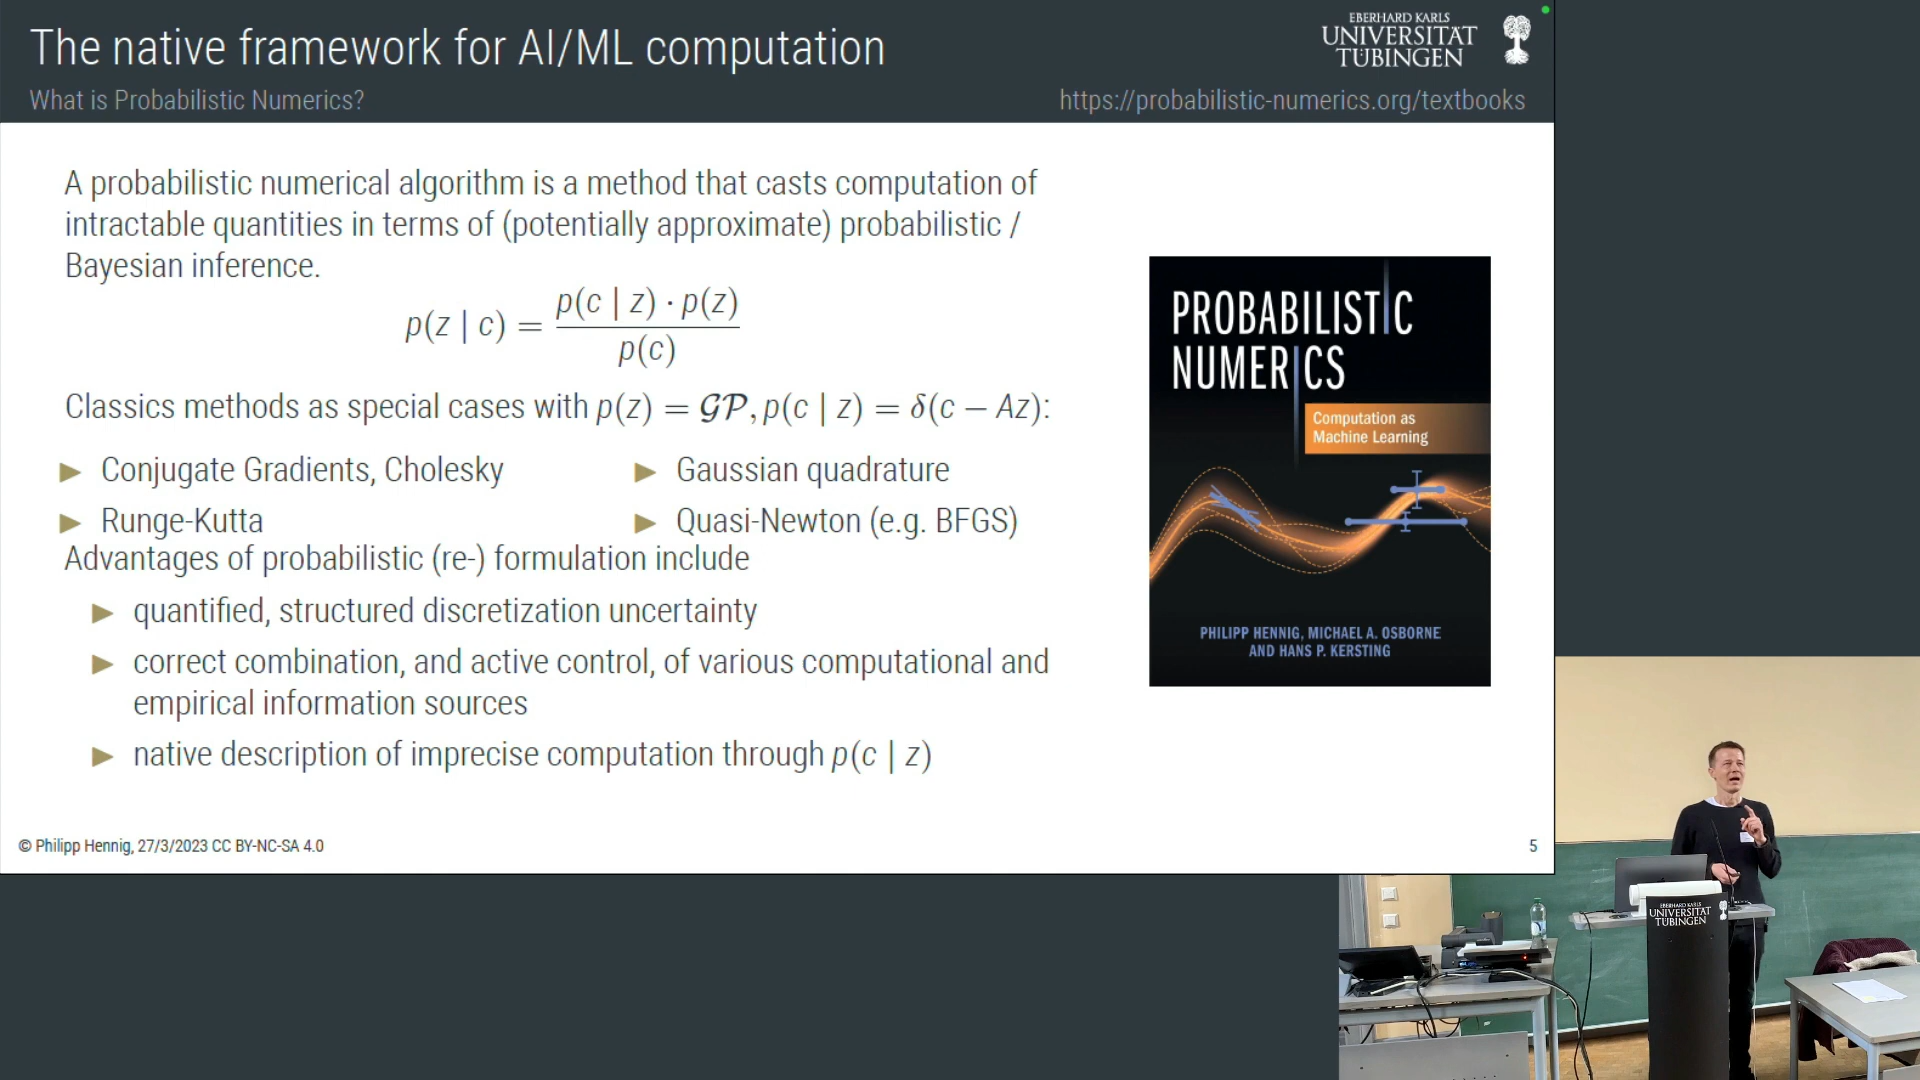 The native framework for AI/ML computation
What is Probabilistic Numerics?
EBERHARD KARLS
UNIVERSITÄT
TÜBINGEN
https://probabilistic-numerics.org/textbooks
A probabilistic numerical algorithm is a method that casts computation of
intractable quantities in terms of (potentially approximate) probabilistic /
Bayesian inference.
p(z | c) = p(c | z) · p(z) / p(c)
Classics methods as special cases with p(z) = 𝒢𝒫, p(c | z) = δ(c − Az):
▶ Conjugate Gradients, Cholesky
▶ Runge-Kutta
▶ Gaussian quadrature
▶ Quasi-Newton (e.g. BFGS)
Advantages of probabilistic (re-) formulation include
▶ quantified, structured discretization uncertainty
▶ correct combination, and active control, of various computational and
empirical information sources
▶ native description of imprecise computation through p(c | z)
PROBABILISTIC
NUMERICS
Computation as
Machine Learning
PHILIPP HENNIG, MICHAEL A. OSBORNE
AND HANS P. KERSTING
© Philipp Hennig, 27/3/2023 CC BY-NC-SA 4.0
5
EBERHARD KARLS
UNIVERSITÄT
TÜBINGEN